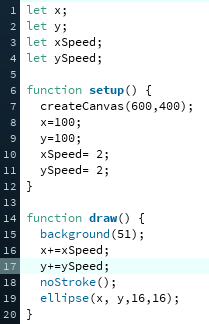 1 let x;
2 let y;
3 let xSpeed;
4 let ySpeed;
5
6 function setup() {
7   createCanvas(600,400);
8   x=100;
9   y=100;
10   xSpeed= 2;
11   ySpeed= 2;
12 }
13
14 function draw() {
15   background(51);
16   x+=xSpeed;
17   y+=ySpeed;
18   noStroke();
19   ellipse(x, y,16,16);
20 }